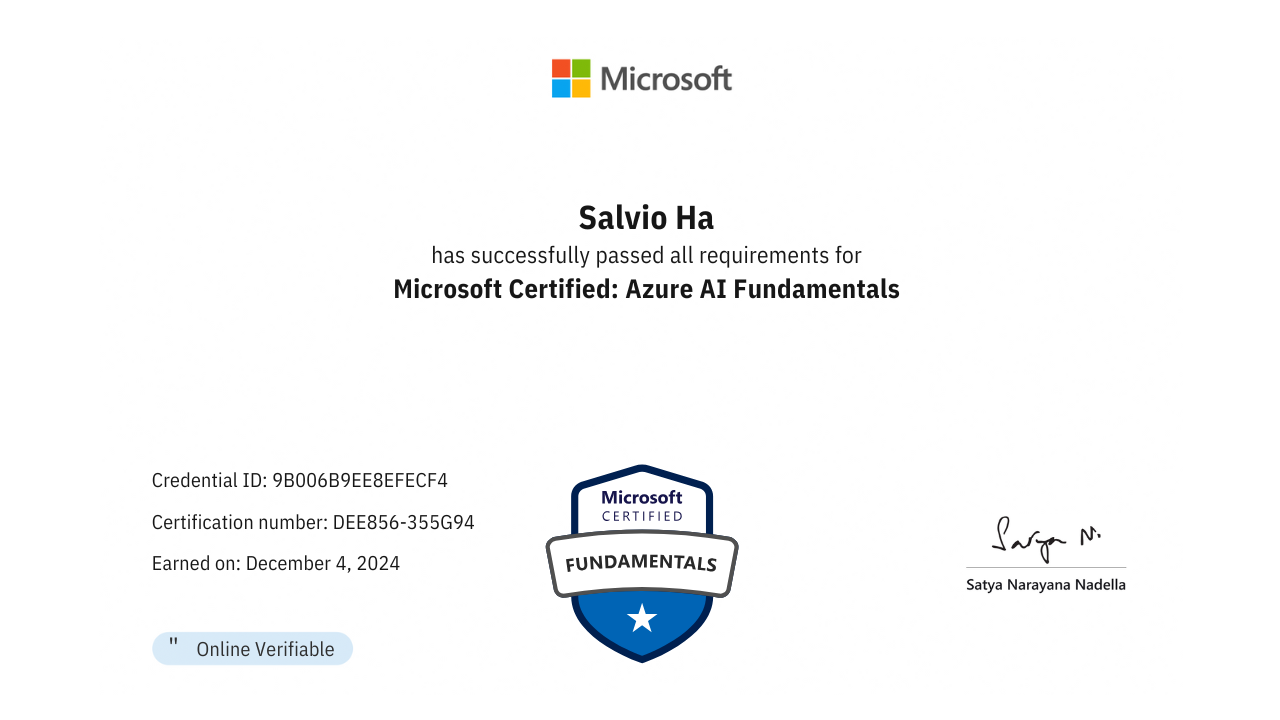 Microsoft
Salvio Ha
has successfully passed all requirements for
Microsoft Certified: Azure AI Fundamentals
Credential ID: 9B006B9EE8EFECF4
Certification number: DEE856-355G94
Earned on: December 4, 2024
" Online Verifiable
Microsoft
CERTIFIED
FUNDAMENTALS
Satya N.
Satya Narayana Nadella